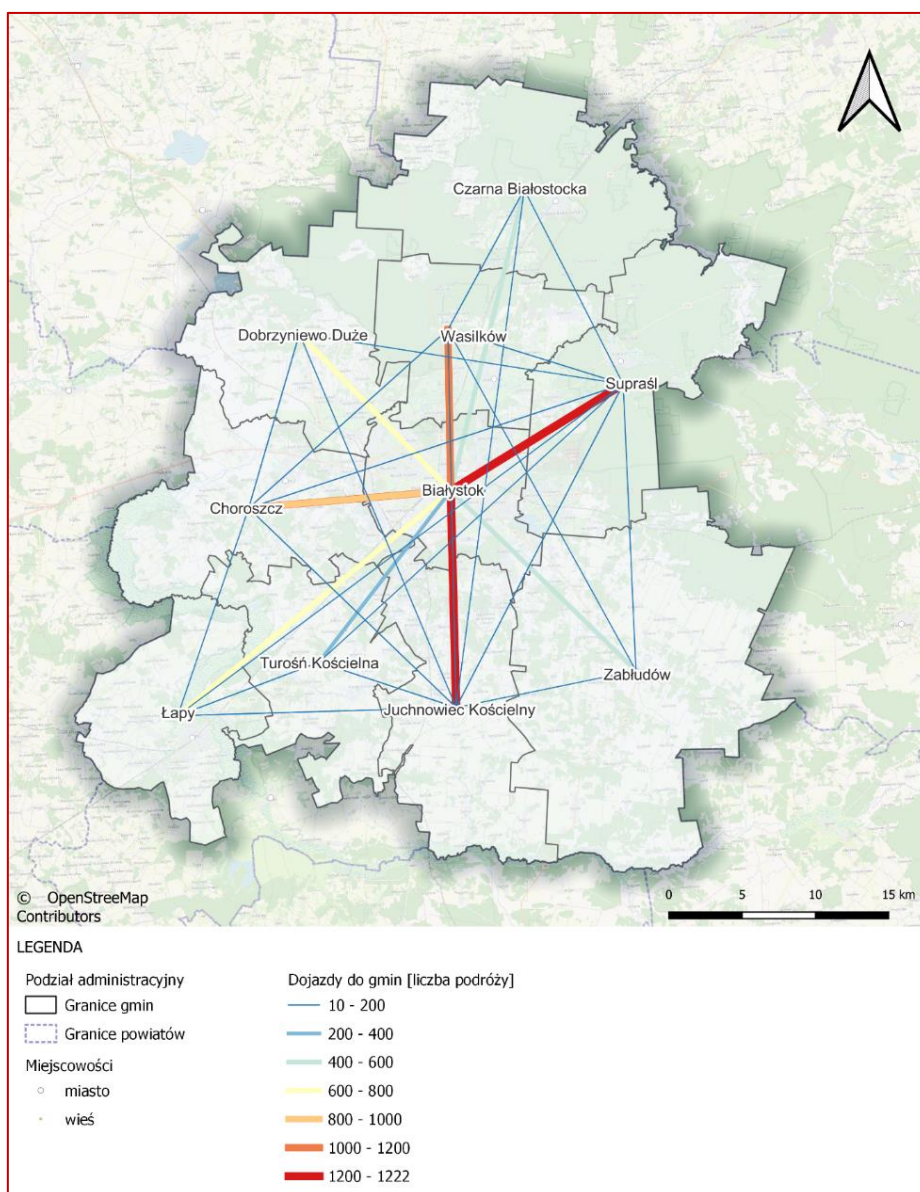 Czarna Białostocka
Dobrzyniewo Duże
Wasilków
Supraśl
Białystok
Choroszcz
Turośń Kościelna
Zabłudów
Łapy
Juchnowiec Kościelny
© OpenStreetMap
Contributors
0 5 10 15 km
LEGENDA
Podział administracyjny
Granice gmin
Granice powiatów
Miejscowości
miasto
wieś
Dojazdy do gmin [liczba podróży]
10 - 200
200 - 400
400 - 600
600 - 800
800 - 1000
1000 - 1200
1200 - 1222